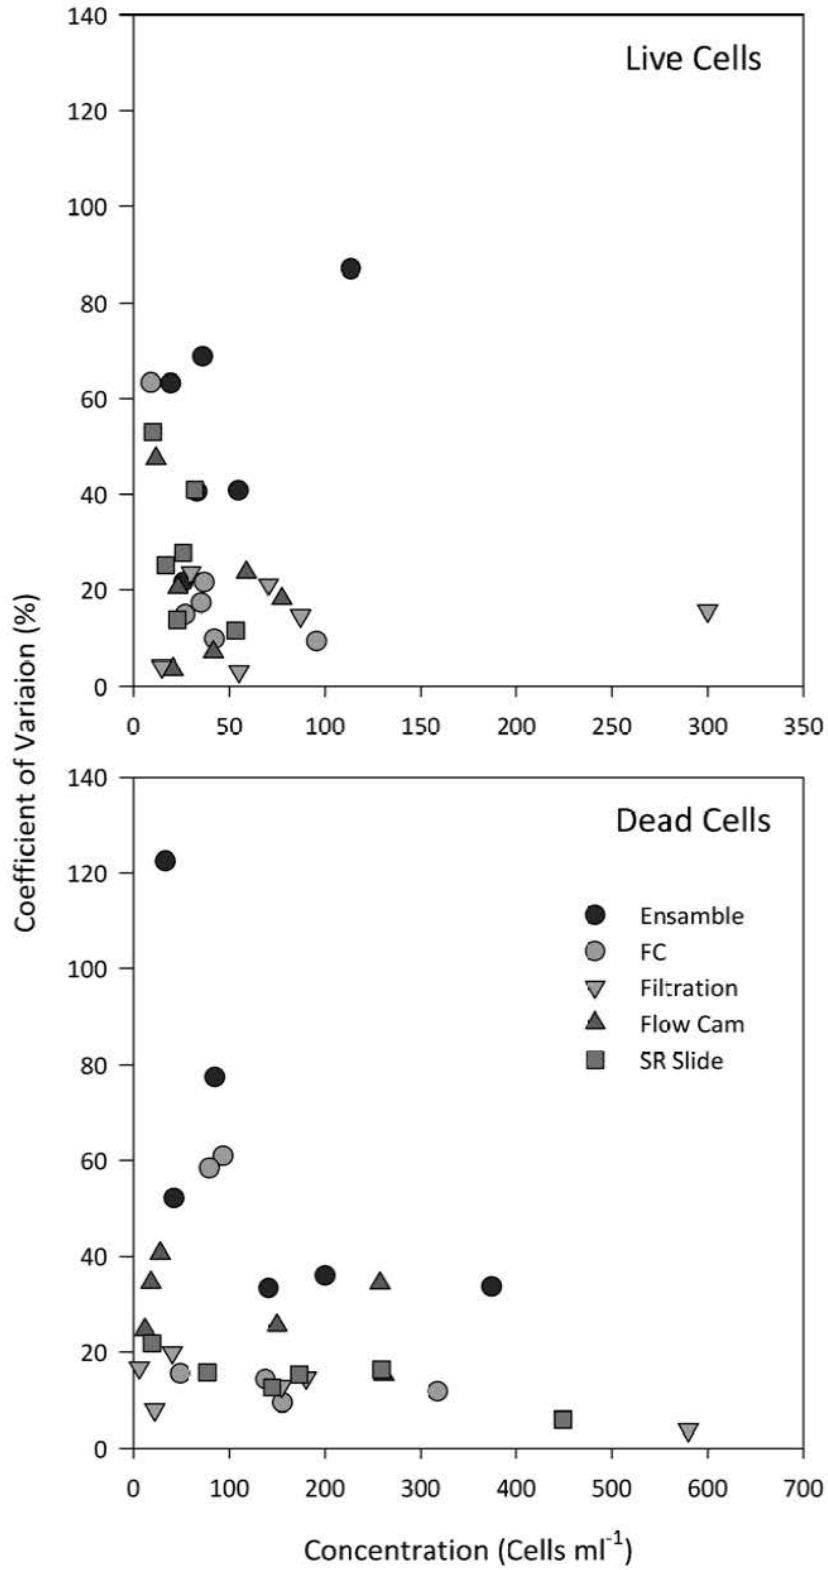 Live Cells
140
120
100
80
60
40
20
0
0 50 100 150 200 250 300 350
Coefficient of Variaion (%)
Dead Cells
140
120
100
80
60
40
20
0
Ensamble
FC
Filtration
Flow Cam
SR Slide
0 100 200 300 400 500 600 700
Concentration (Cells ml⁻¹)